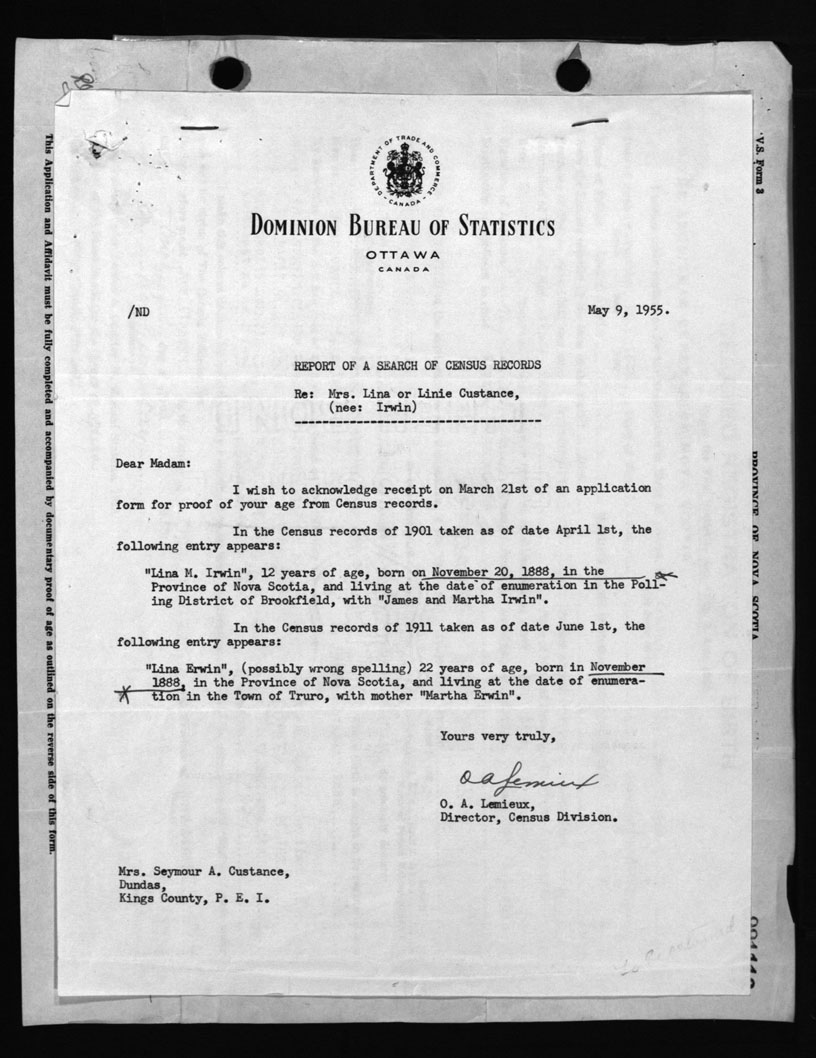 DEPARTMENT OF TRADE AND COMMERCE
CANADA
DOMINION BUREAU OF STATISTICS
OTTAWA
CANADA
/ND
May 9, 1955.
REPORT OF A SEARCH OF CENSUS RECORDS
Re: Mrs. Lina or Linie Custance,
(nee: Irwin)
Dear Madam:
I wish to acknowledge receipt on March 21st of an application
form for proof of your age from Census records.
In the Census records of 1901 taken as of date April 1st, the
following entry appears:
"Lina M. Irwin", 12 years of age, born on November 20, 1888, in the
Province of Nova Scotia, and living at the date of enumeration in the Poll-
ing District of Brookfield, with "James and Martha Irwin".
In the Census records of 1911 taken as of date June 1st, the
following entry appears:
"Lina Erwin", (possibly wrong spelling) 22 years of age, born in November
1888, in the Province of Nova Scotia, and living at the date of enumera-
tion in the Town of Truro, with mother "Martha Erwin".
Yours very truly,
O A Lemieux
O. A. Lemieux,
Director, Census Division.
Mrs. Seymour A. Custance,
Dundas,
Kings County, P. E. I.
This Application and Affidavit must be fully completed and accompanied by documentary proof of age as outlined on the reverse side of this form.
V.S. Form 3
PROVINCE OF NOVA SCOTIA